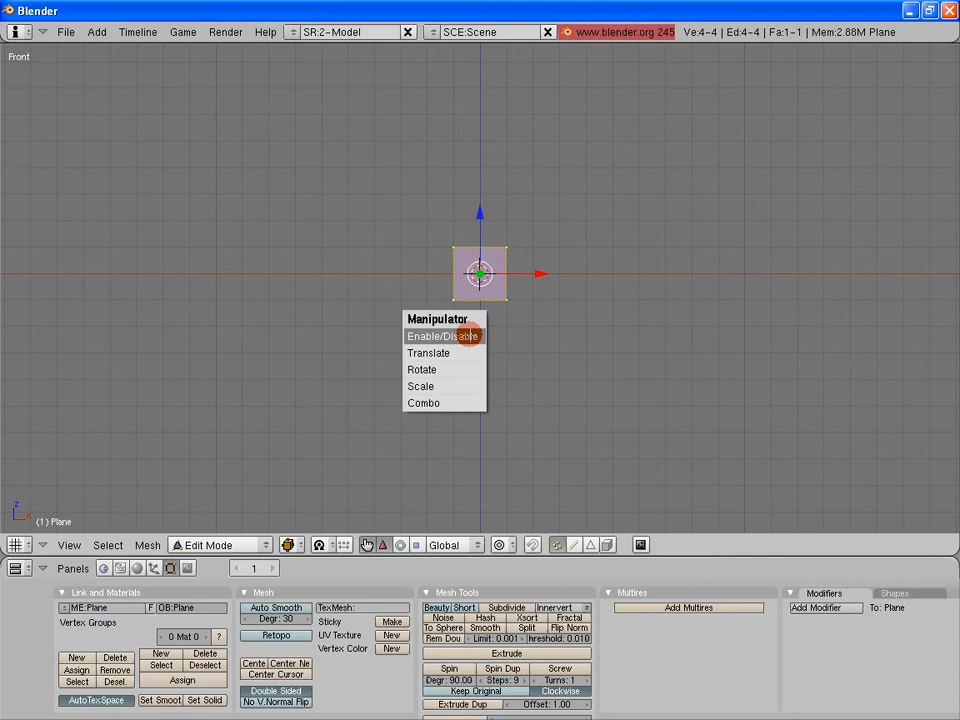 Blender
File Add Timeline Game Render Help SR:2-Model SCE:Scene www.blender.org 245 Ve:4-4 | Ed:4-4 | Fa:1-1 | Mem:2.88M Plane
Front
Manipulator
Enable/Disable
Translate
Rotate
Scale
Combo
z
x
(1) Plane
View Select Mesh Edit Mode Global
Panels 1
Link and Materials Mesh Mesh Tools Multires Modifiers Shapes
ME:Plane F OB:Plane Auto Smooth TexMesh: Beauty Short Subdivide Innervert Add Multires Add Modifier To: Plane
Vertex Groups Degr: 30 Sticky Make Noise Hash Xsort Fractal
0 Mat 0 ? Retopo UV Texture New To Sphere Smooth Split Flip Norm
Vertex Color New Rem Dou Limit: 0.001 hreshold: 0.010
New Delete New Delete Extrude
Assign Remove Select Deselect Cente Center Ne Spin Spin Dup Screw
Select Desel. Assign Center Cursor Degr: 90.00 Steps: 9 Turns: 1
AutoTexSpace Set Smoot Set Solid Double Sided Keep Original Clockwise
No V.Normal Flip Extrude Dup Offset: 1.00